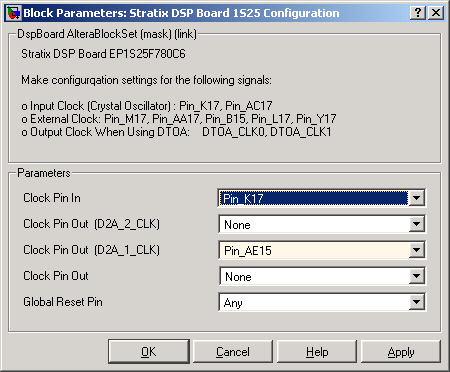 Block Parameters: Stratix DSP Board 1S25 Configuration
DspBoard AlteraBlockSet (mask) (link)
Stratix DSP Board EP1S25F780C6
Make configurqation settings for the following signals:
o Input Clock (Crystal Oscillator) : Pin_K17, Pin_AC17
o External Clock: Pin_M17, Pin_AA17, Pin_B15, Pin_L17, Pin_Y17
o Output Clock When Using DTOA: DTOA_CLK0, DTOA_CLK1
Parameters
Clock Pin In Pin_K17
Clock Pin Out (D2A_2_CLK) None
Clock Pin Out (D2A_1_CLK) Pin_AE15
Clock Pin Out None
Global Reset Pin Any
OK Cancel Help Apply